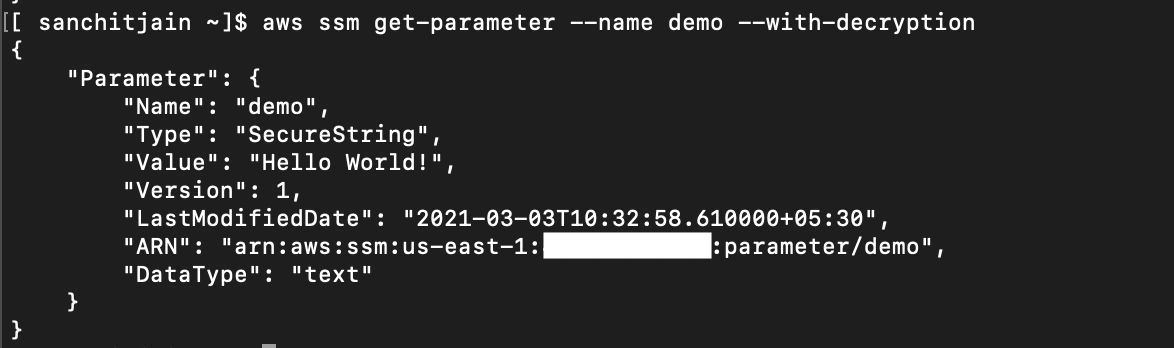 [[ sanchitjain ~]$ aws ssm get-parameter --name demo --with-decryption
{
    "Parameter": {
        "Name": "demo",
        "Type": "SecureString",
        "Value": "Hello World!",
        "Version": 1,
        "LastModifiedDate": "2021-03-03T10:32:58.610000+05:30",
        "ARN": "arn:aws:ssm:us-east-1:            :parameter/demo",
        "DataType": "text"
    }
}